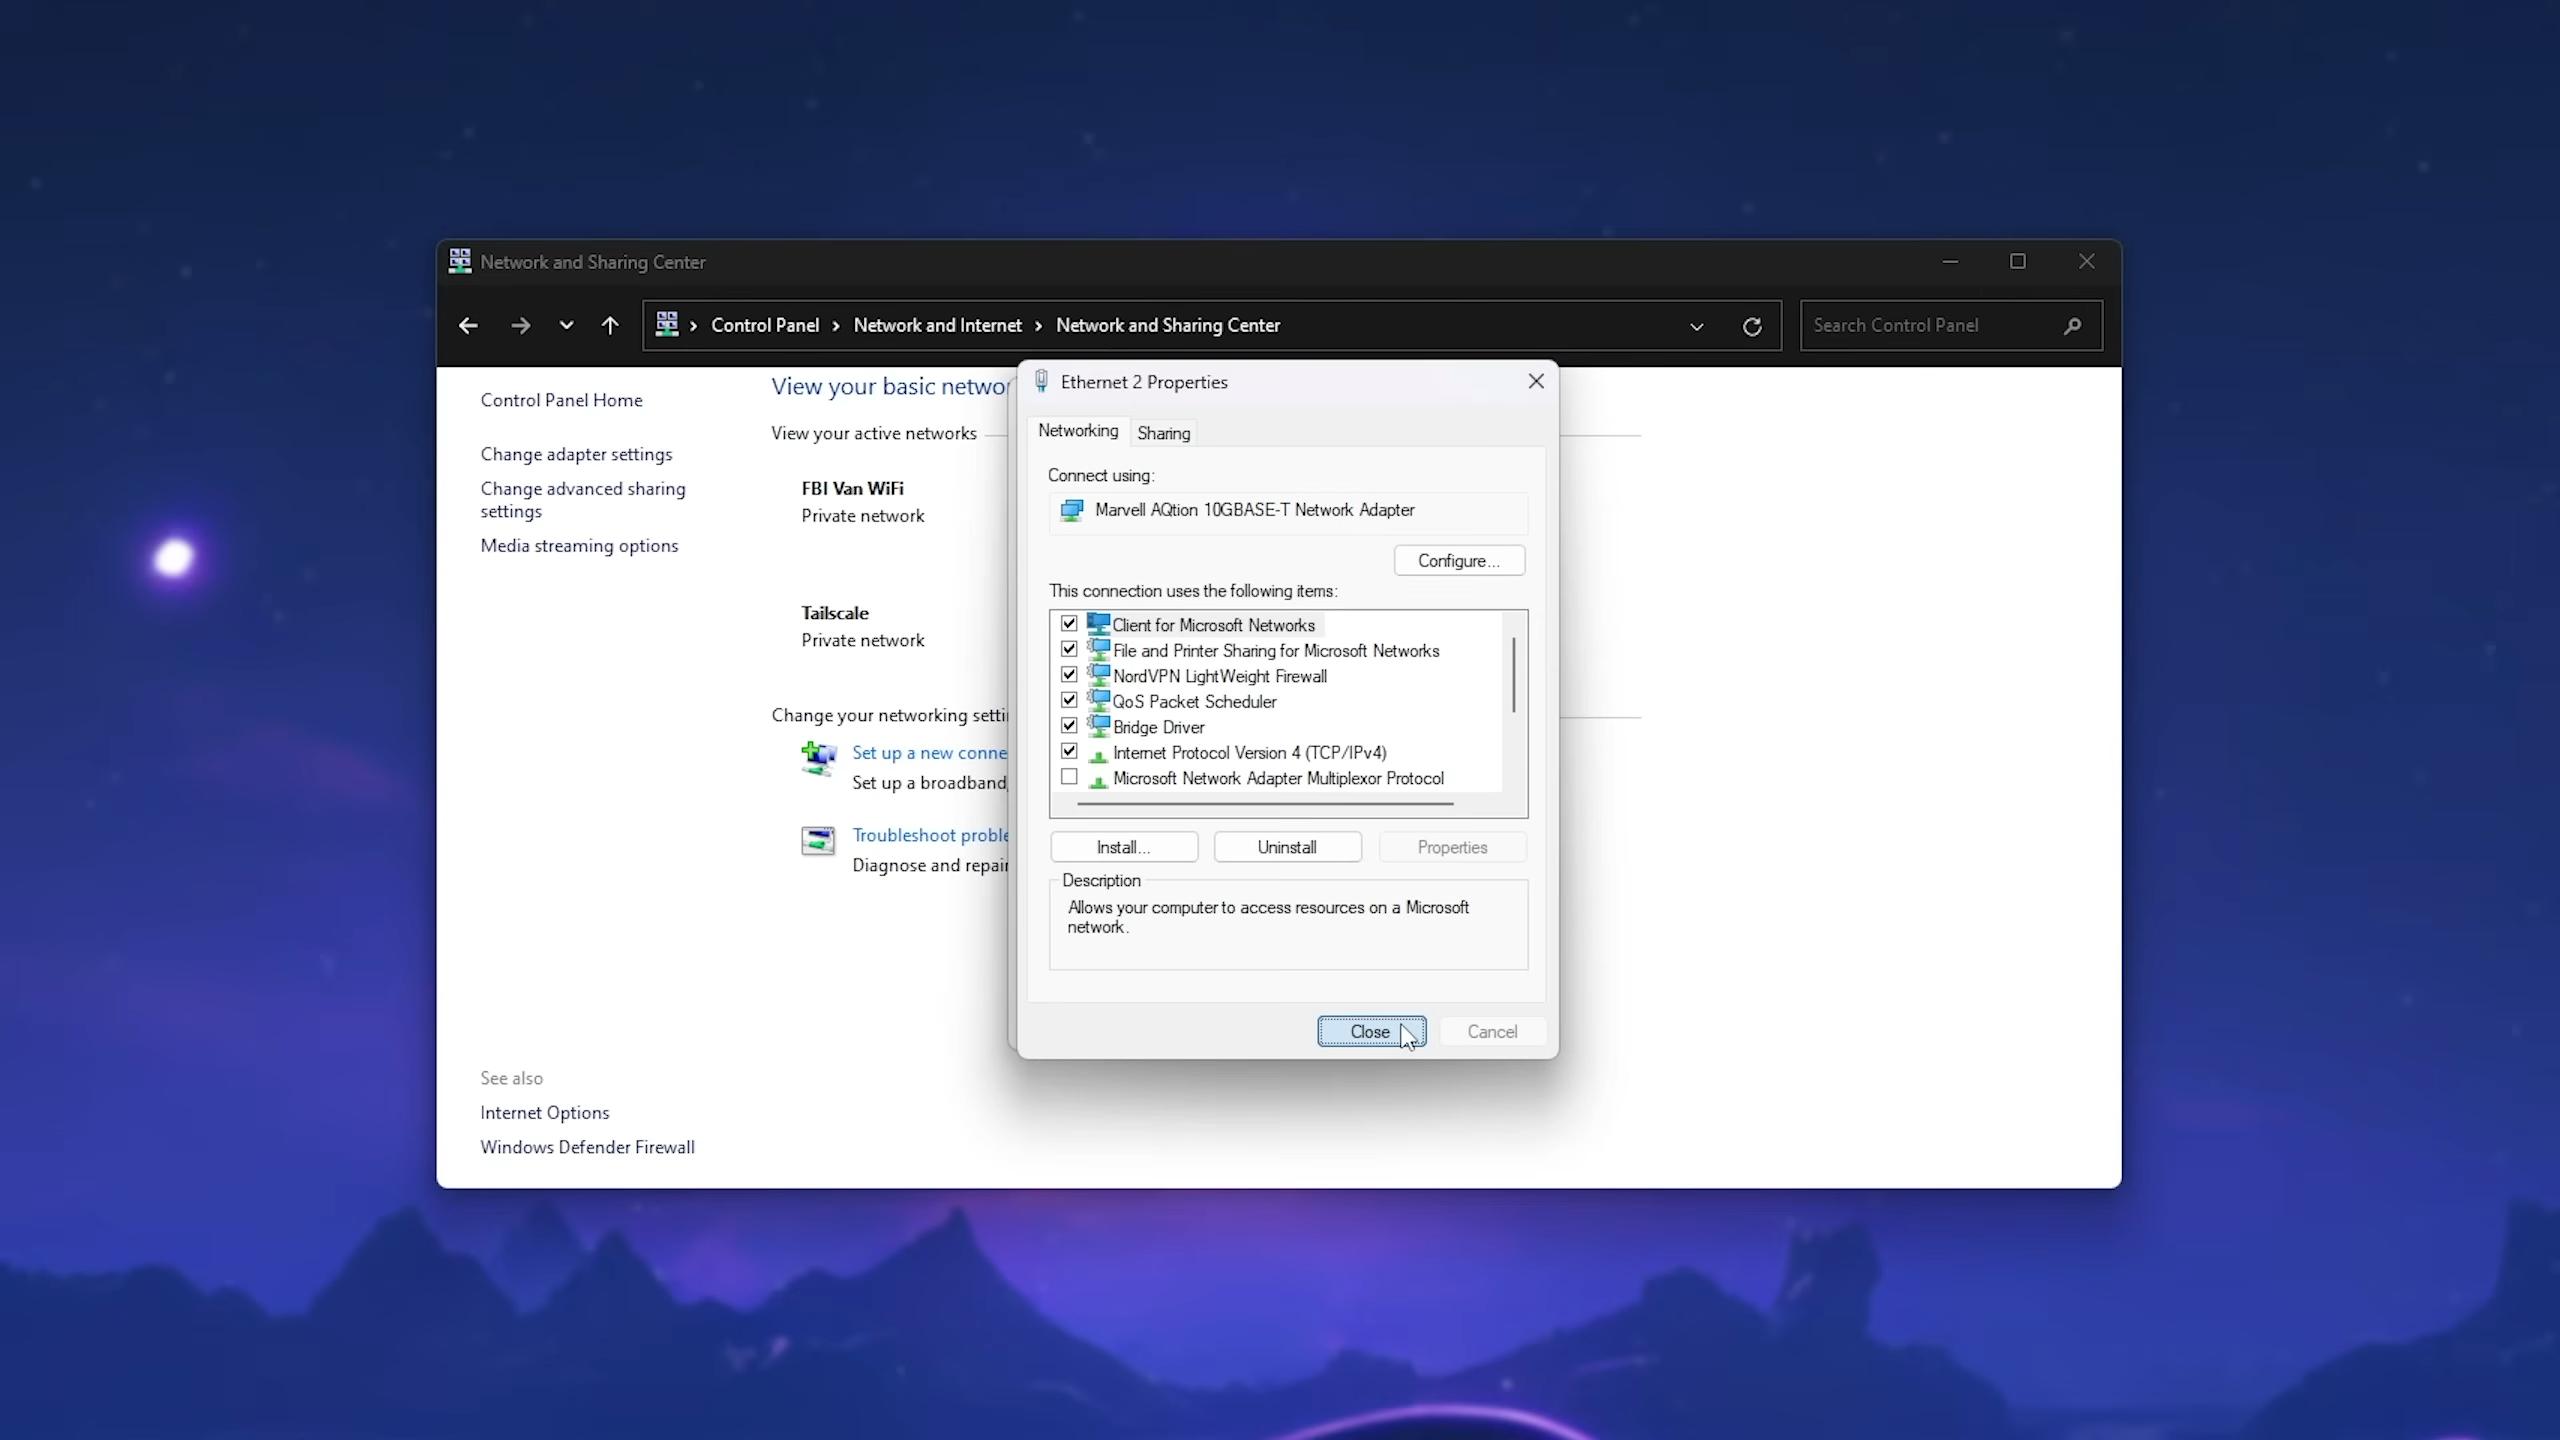 Network and Sharing Center
Control Panel
Network and Internet
Network and Sharing Center
Search Control Panel
Control Panel Home
Change adapter settings
Change advanced sharing
settings
Media streaming options
See also
Internet Options
Windows Defender Firewall
View your basic networ
View your active networks
FBI Van WiFi
Private network
Tailscale
Private network
Change your networking settin
Set up a new conne
Set up a broadband,
Troubleshoot proble
Diagnose and repair
Ethernet 2 Properties
Networking
Sharing
Connect using:
Marvell AQtion 10GBASE-T Network Adapter
Configure...
This connection uses the following items:
Client for Microsoft Networks
File and Printer Sharing for Microsoft Networks
NordVPN LightWeight Firewall
QoS Packet Scheduler
Bridge Driver
Internet Protocol Version 4 (TCP/IPv4)
Microsoft Network Adapter Multiplexor Protocol
Install...
Uninstall
Properties
Description
Allows your computer to access resources on a Microsoft
network.
Close
Cancel